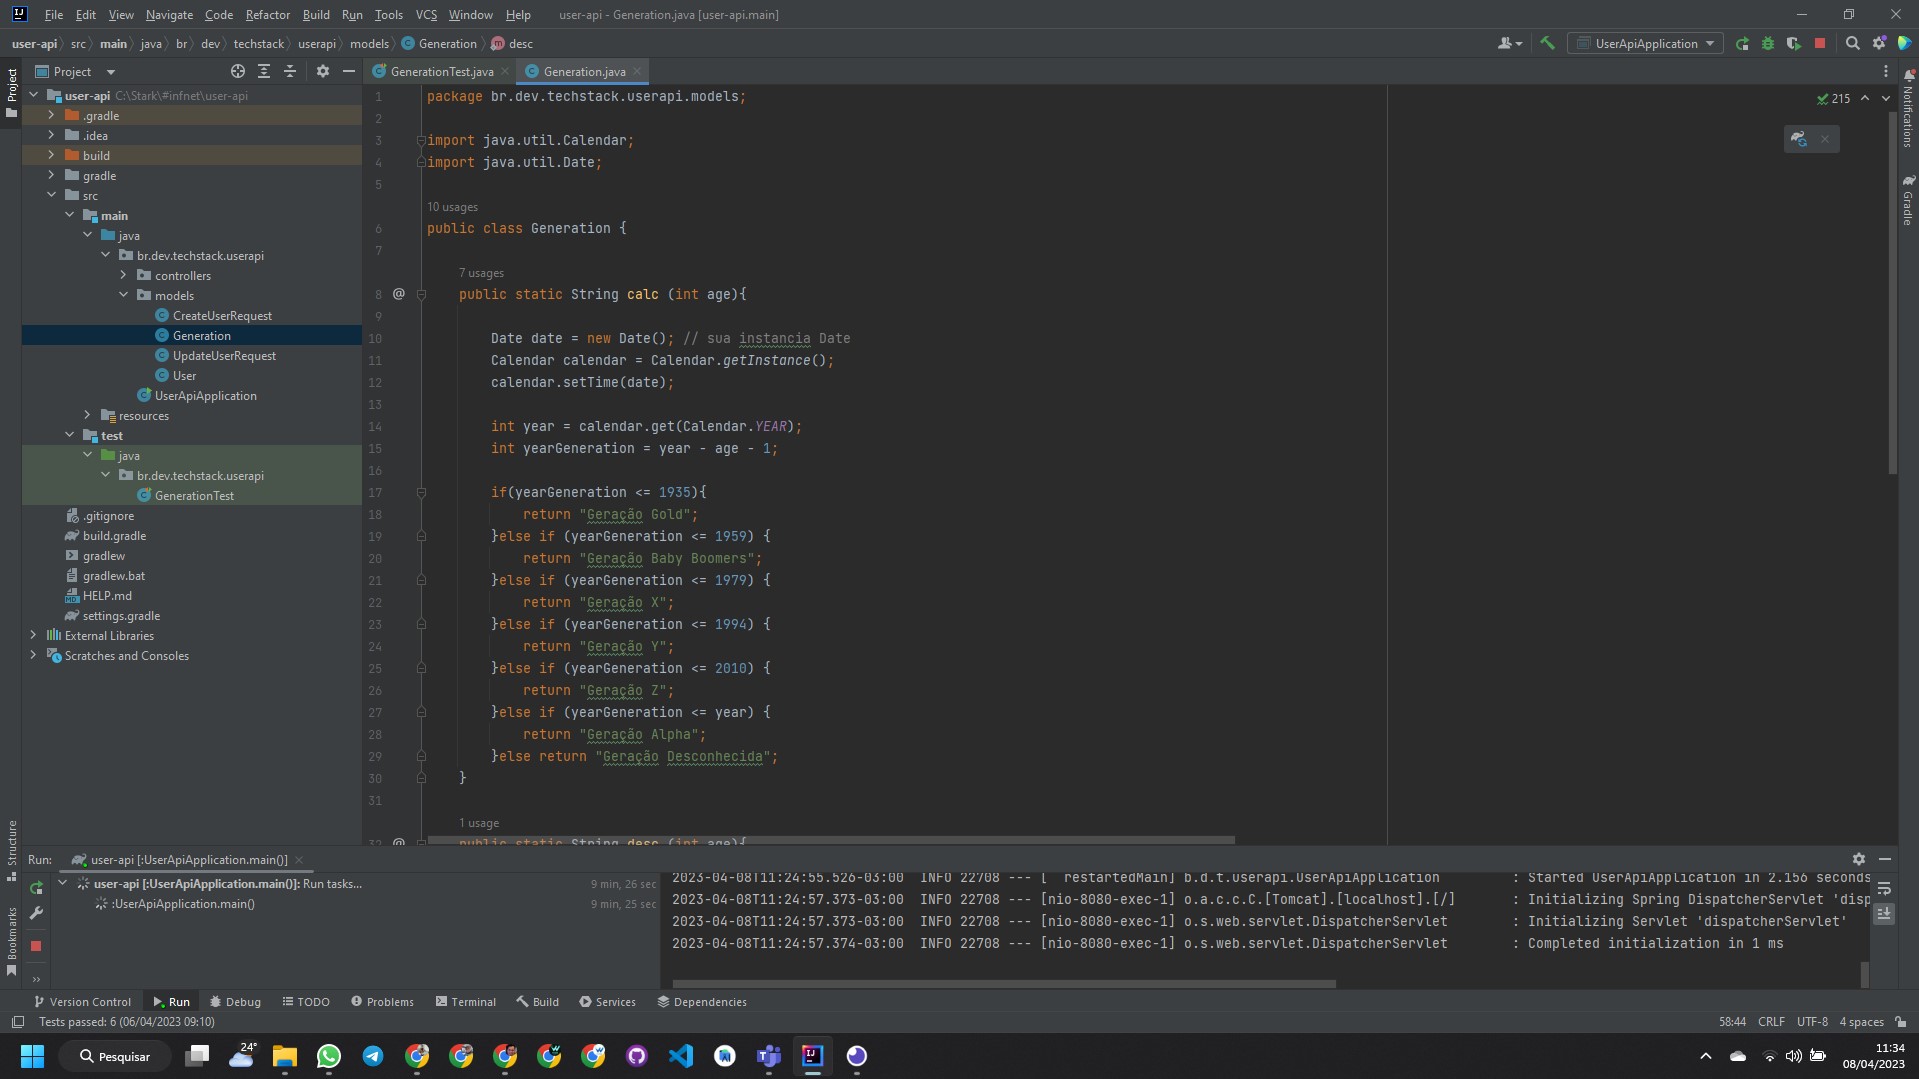 File Edit View Navigate Code Refactor Build Run Tools VCS Window Help user-api - Generation.java [user-api.main]
user-api src main java br dev techstack userapi models Generation desc
UserApiApplication
Project
GenerationTest.java Generation.java
Project
user-api C:\Stark\#infnet\user-api
.gradle
.idea
build
gradle
src
main
java
br.dev.techstack.userapi
controllers
models
CreateUserRequest
Generation
UpdateUserRequest
User
UserApiApplication
resources
test
java
br.dev.techstack.userapi
GenerationTest
.gitignore
build.gradle
gradlew
gradlew.bat
HELP.md
settings.gradle
External Libraries
Scratches and Consoles
Structure
Bookmarks
215
1 package br.dev.techstack.userapi.models;
2
3 import java.util.Calendar;
4 import java.util.Date;
5
10 usages
6 public class Generation {
7
7 usages
8 @ public static String calc (int age){
9
10 Date date = new Date(); // sua instancia Date
11 Calendar calendar = Calendar.getInstance();
12 calendar.setTime(date);
13
14 int year = calendar.get(Calendar.YEAR);
15 int yearGeneration = year - age - 1;
16
17 if(yearGeneration <= 1935){
18 return "Geração Gold";
19 }else if (yearGeneration <= 1959) {
20 return "Geração Baby Boomers";
21 }else if (yearGeneration <= 1979) {
22 return "Geração X";
23 }else if (yearGeneration <= 1994) {
24 return "Geração Y";
25 }else if (yearGeneration <= 2010) {
26 return "Geração Z";
27 }else if (yearGeneration <= year) {
28 return "Geração Alpha";
29 }else return "Geração Desconhecida";
30 }
31
1 usage
32 @ public static String desc (int age){
Notifications
Gradle
Run: user-api [:UserApiApplication.main()]
user-api [:UserApiApplication.main()]: Run tasks... 9 min, 26 sec
:UserApiApplication.main() 9 min, 25 sec
2023-04-08T11:24:55.526-03:00 INFO 22708 --- [ restartedMain] b.d.t.userapi.UserApiApplication : Started UserApiApplication in 2.156 seconds
2023-04-08T11:24:57.373-03:00 INFO 22708 --- [nio-8080-exec-1] o.a.c.c.C.[Tomcat].[localhost].[/] : Initializing Spring DispatcherServlet 'disp
2023-04-08T11:24:57.373-03:00 INFO 22708 --- [nio-8080-exec-1] o.s.web.servlet.DispatcherServlet : Initializing Servlet 'dispatcherServlet'
2023-04-08T11:24:57.374-03:00 INFO 22708 --- [nio-8080-exec-1] o.s.web.servlet.DispatcherServlet : Completed initialization in 1 ms
Version Control Run Debug TODO Problems Terminal Build Services Dependencies
Tests passed: 6 (06/04/2023 09:10) 58:44 CRLF UTF-8 4 spaces
Pesquisar 24° 11:34
08/04/2023